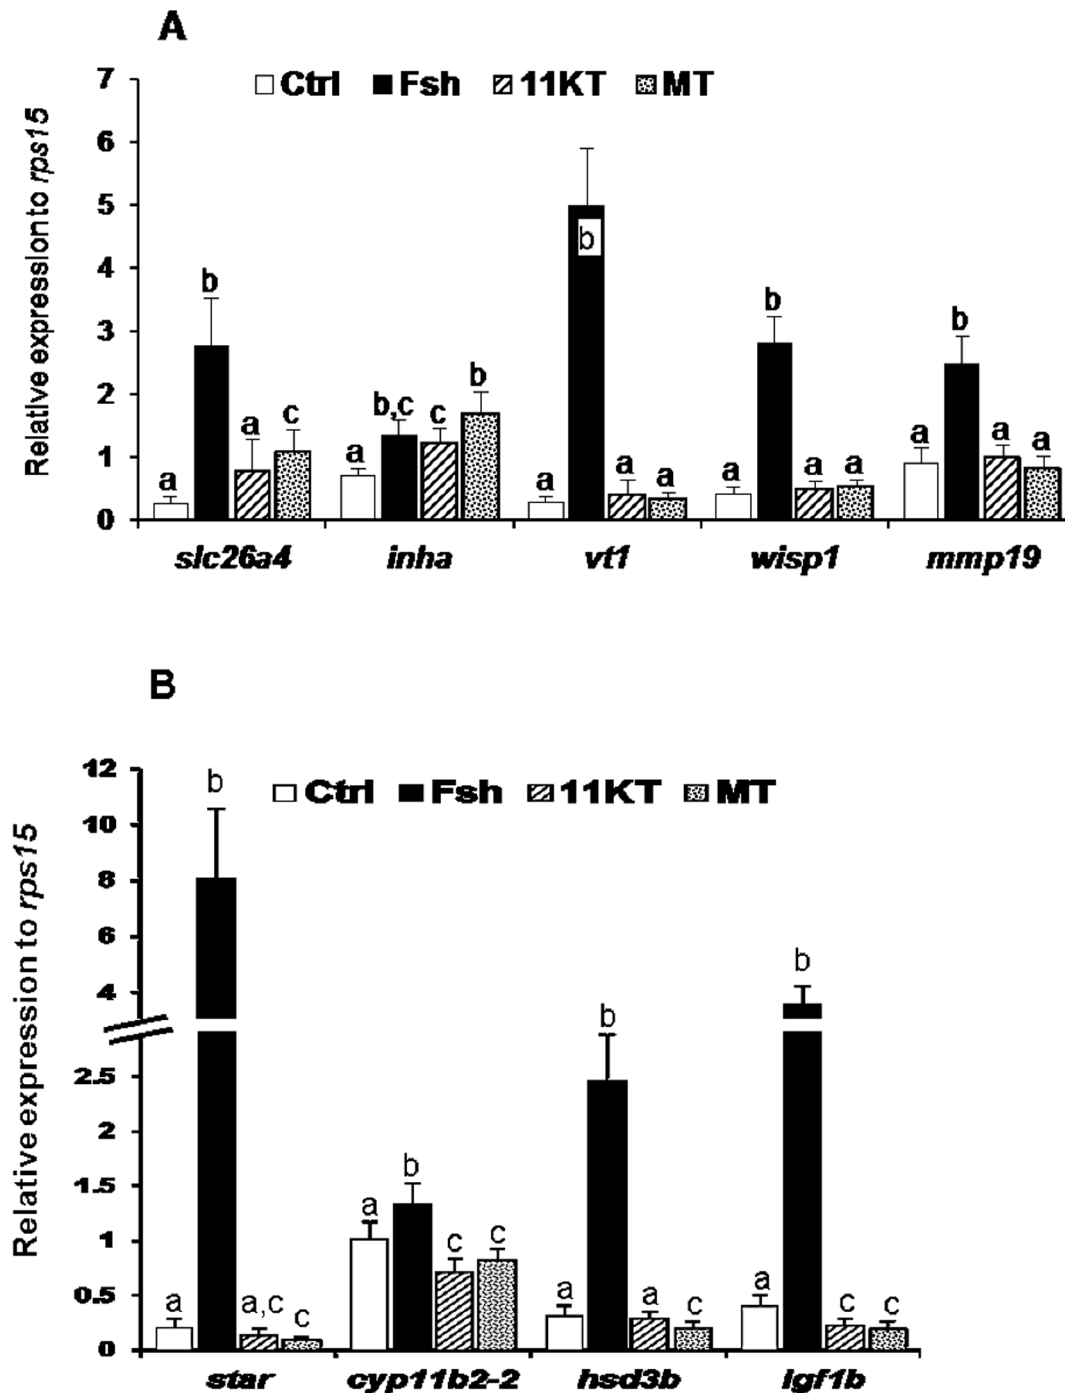 A
7
Ctrl Fsh 11KT MT
6
5
b
4
b
b
b
3
b
2
b,c c
a c
a
a a
a a
a a
a a a
1
0
Relative expression to rps15
slc26a4 inha vt1 wisp1 mmp19
B
12
b
Ctrl Fsh 11KT MT
10
8
6
b
4
b
2.5
2
b
1.5
a
c c
1
a
a
0.5
a
a,c c
a c
c c
0
Relative expression to rps15
star cyp11b2-2 hsd3b igf1b